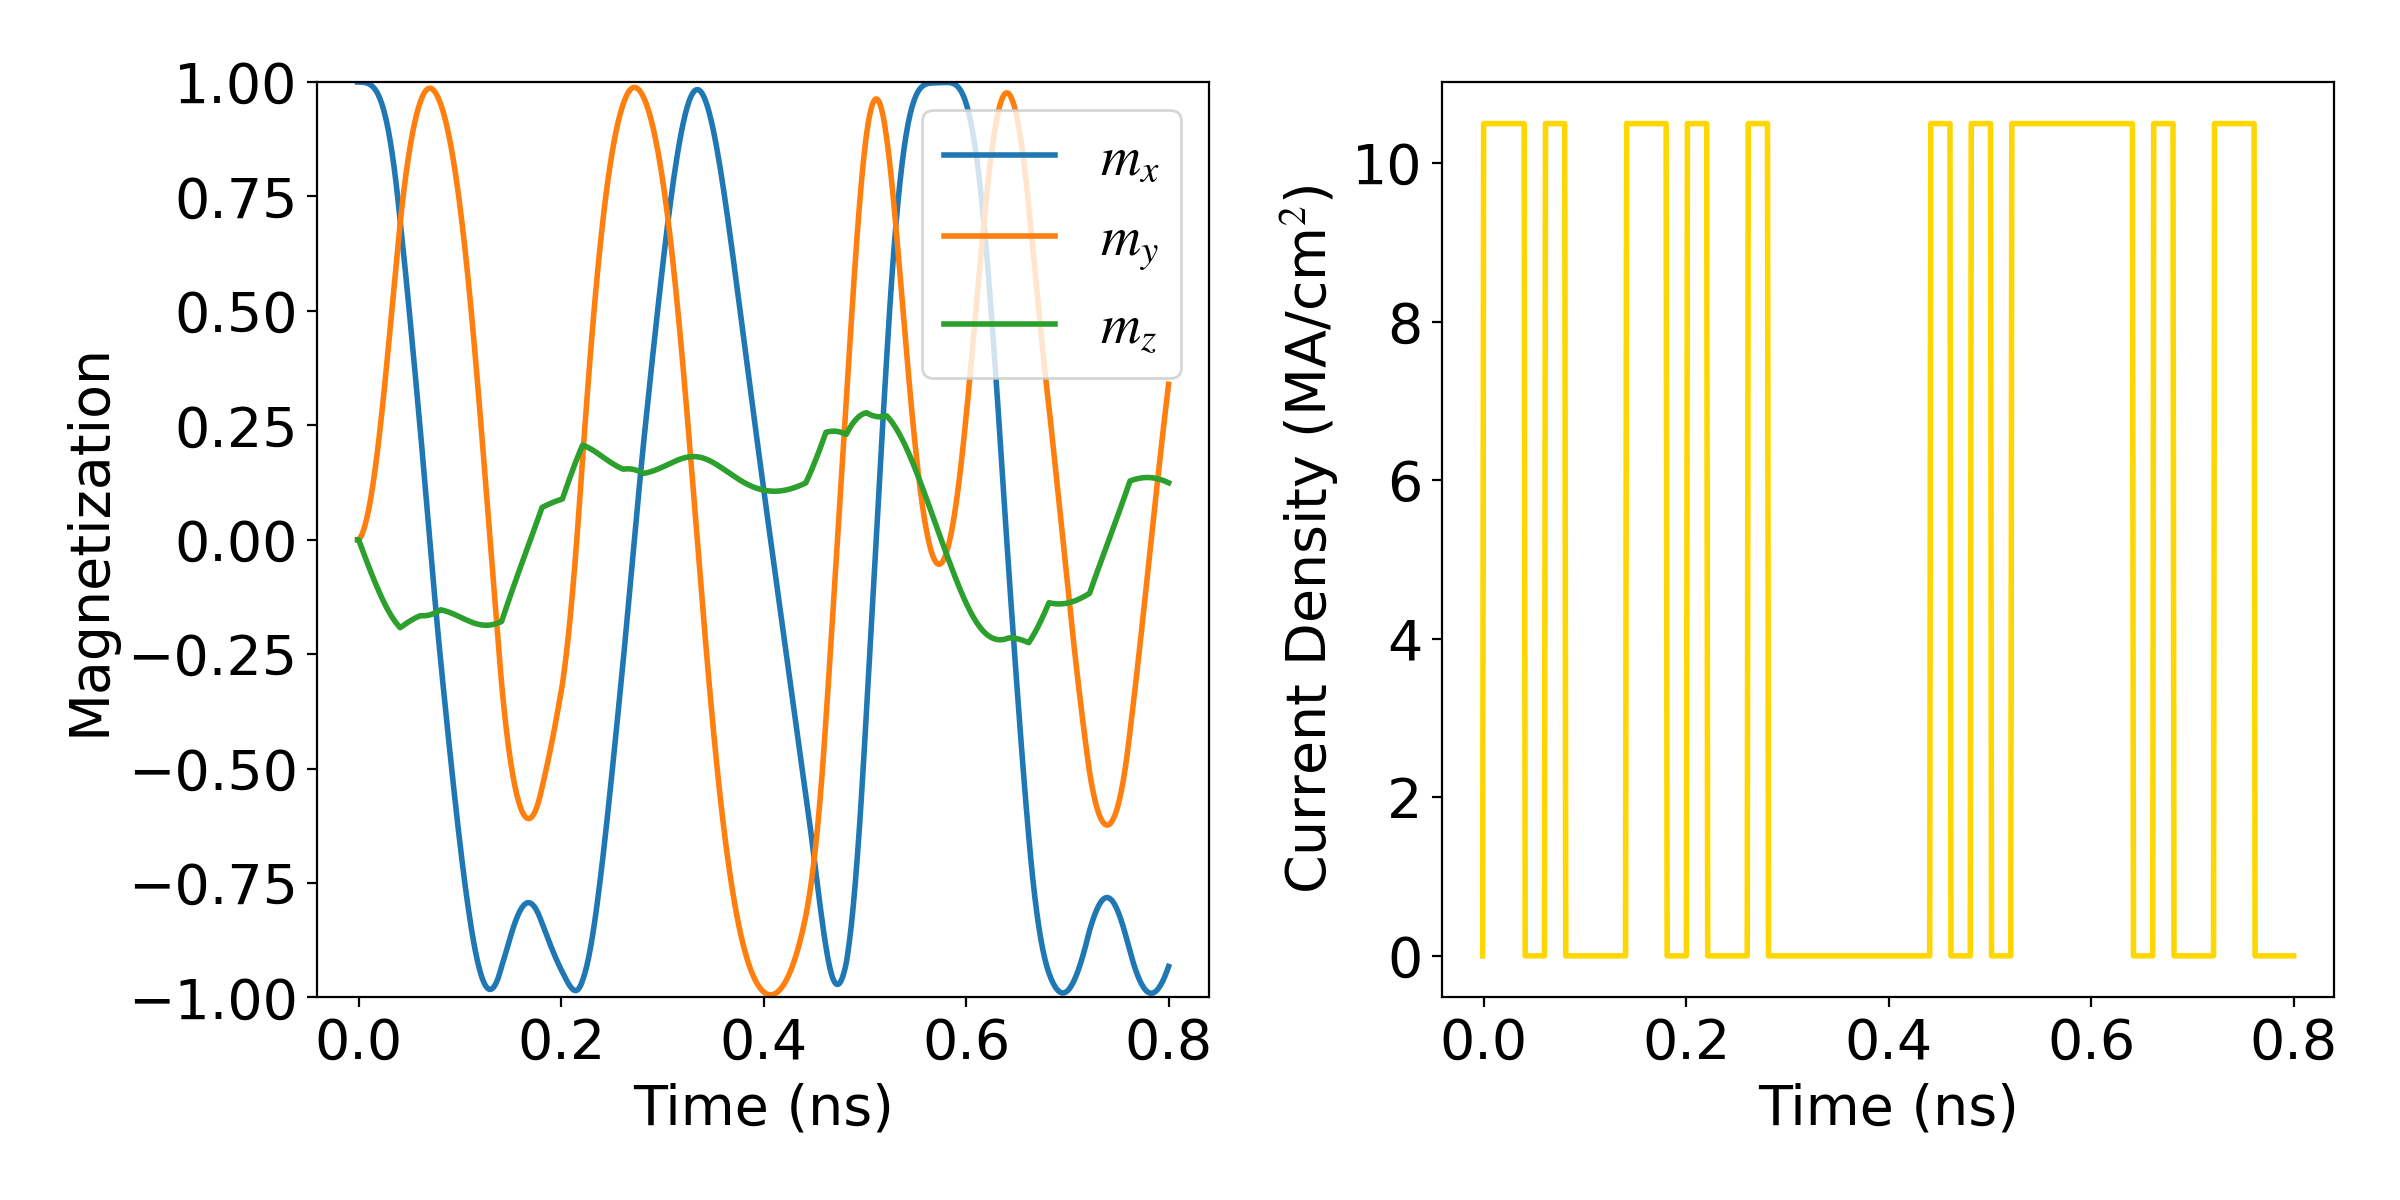 1.00
0.75
0.50
0.25
0.00
−0.25
−0.50
−0.75
−1.00
Magnetization
0.0 0.2 0.4 0.6 0.8
Time (ns)
m_x
m_y
m_z
10
8
6
4
2
0
Current Density (MA/cm²)
0.0 0.2 0.4 0.6 0.8
Time (ns)